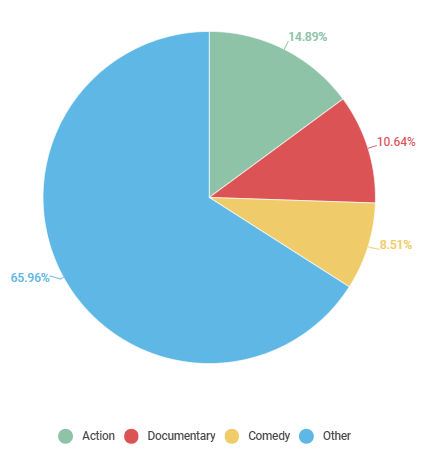 14.89%
10.64%
8.51%
65.96%
Action Documentary Comedy Other